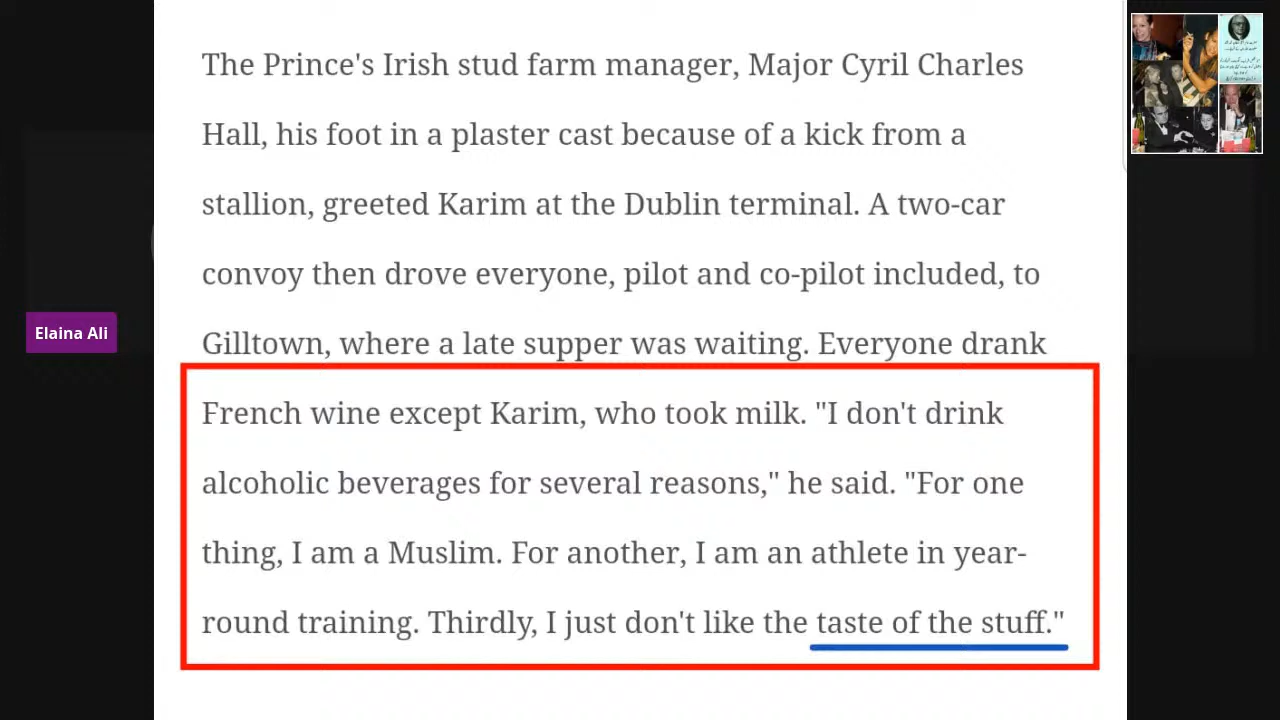 The Prince's Irish stud farm manager, Major Cyril Charles
Hall, his foot in a plaster cast because of a kick from a
stallion, greeted Karim at the Dublin terminal. A two-car
convoy then drove everyone, pilot and co-pilot included, to
Gilltown, where a late supper was waiting. Everyone drank
French wine except Karim, who took milk. "I don't drink
alcoholic beverages for several reasons," he said. "For one
thing, I am a Muslim. For another, I am an athlete in year-
round training. Thirdly, I just don't like the taste of the stuff."
Elaina Ali